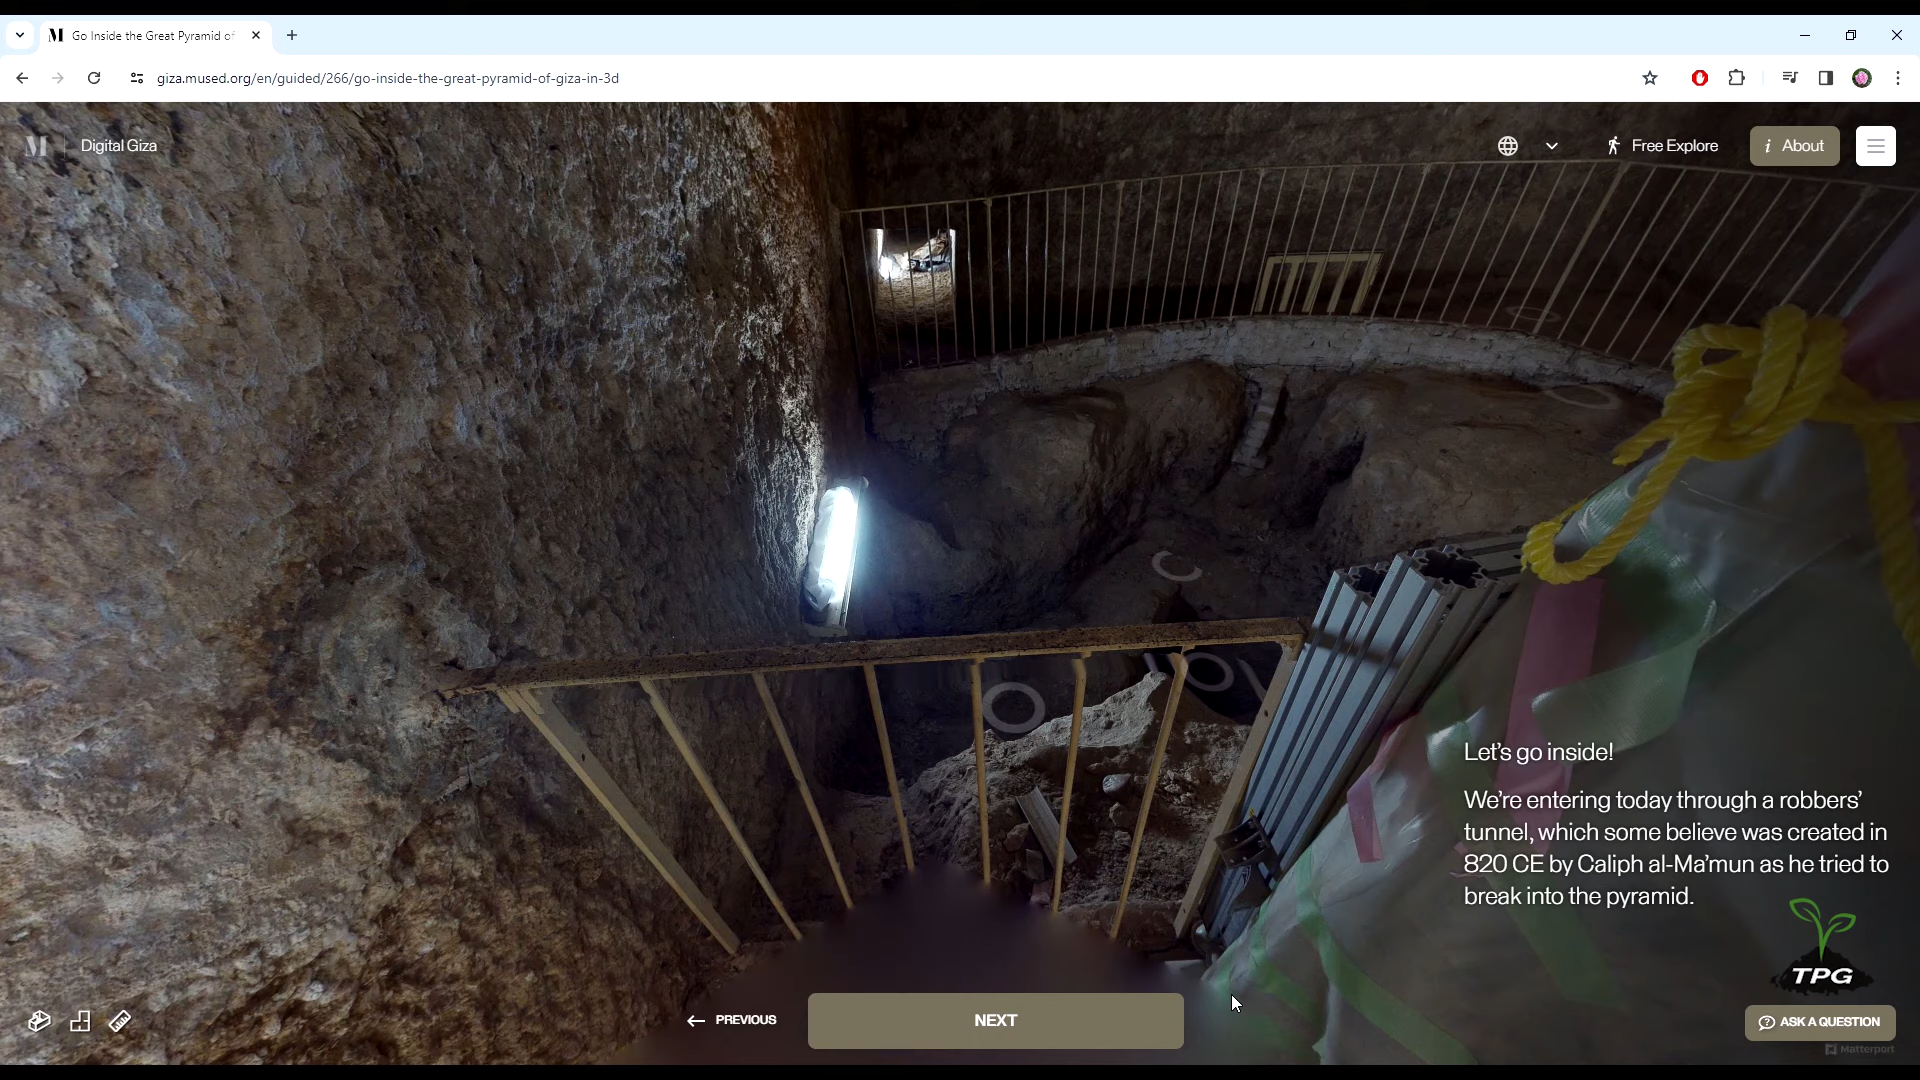 Go Inside the Great Pyramid of
giza.mused.org/en/guided/266/go-inside-the-great-pyramid-of-giza-in-3d
M
Digital Giza
Free Explore
i About
Let's go inside!
We're entering today through a robbers'
tunnel, which some believe was created in
820 CE by Caliph al-Ma'mun as he tried to
break into the pyramid.
TPG
PREVIOUS
NEXT
ASK A QUESTION
Matterport